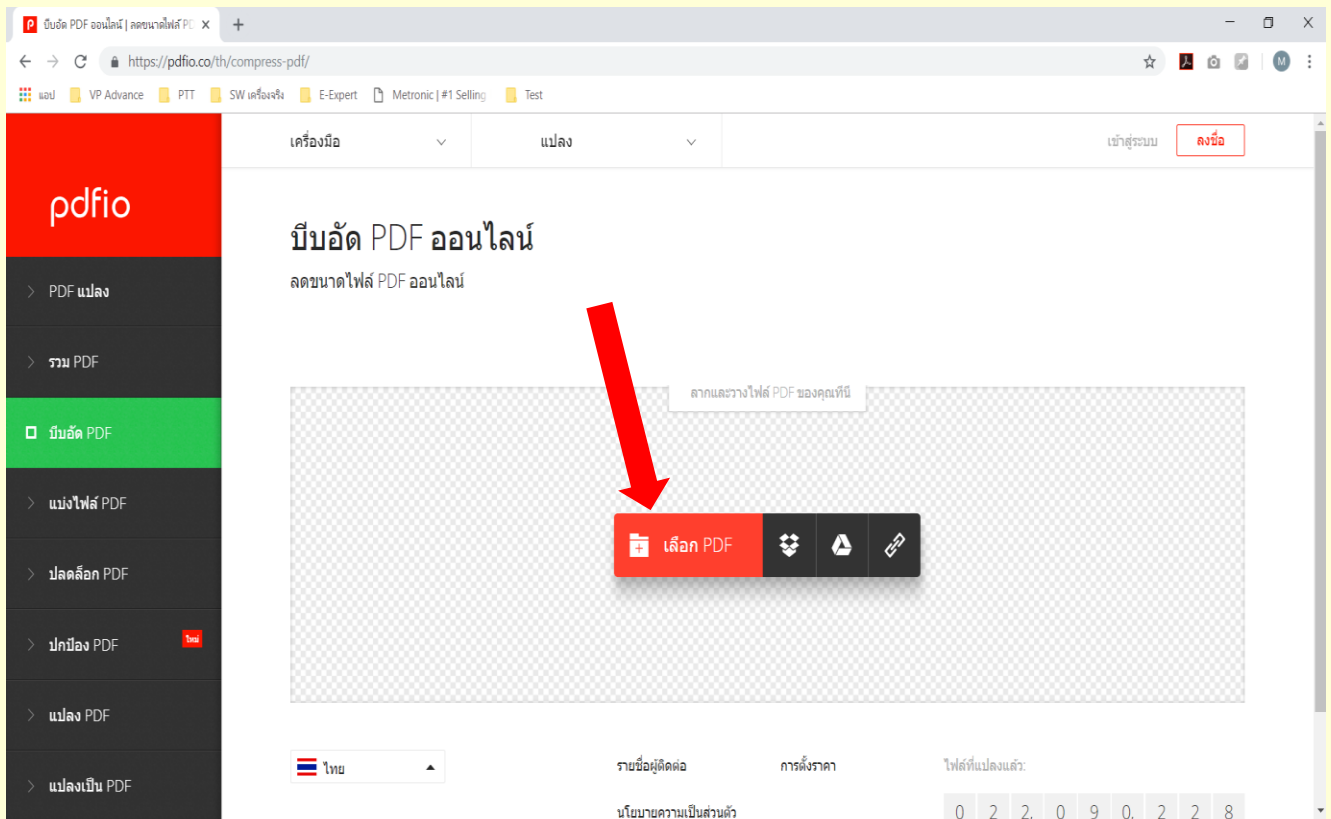 บีบอัด PDF ออนไลน์ | ลดขนาดไฟล์ PD
https://pdfio.co/th/compress-pdf/
M
แอป VP Advance PTT SW เครื่องจริง E-Expert Metronic | #1 Selling Test
เครื่องมือ แปลง เข้าสู่ระบบ ลงชื่อ
pdfio
บีบอัด PDF ออนไลน์
ลดขนาดไฟล์ PDF ออนไลน์
PDF แปลง
รวม PDF
บีบอัด PDF
แบ่งไฟล์ PDF
ปลดล็อก PDF
ปกป้อง PDF ใหม่
แปลง PDF
แปลงเป็น PDF
ลากและวางไฟล์ PDF ของคุณที่นี่
เลือก PDF
ไทย
รายชื่อผู้ติดต่อ การตั้งราคา ไฟล์ที่แปลงแล้ว:
นโยบายความเป็นส่วนตัว 0 2 2, 0 9 0, 2 2 8